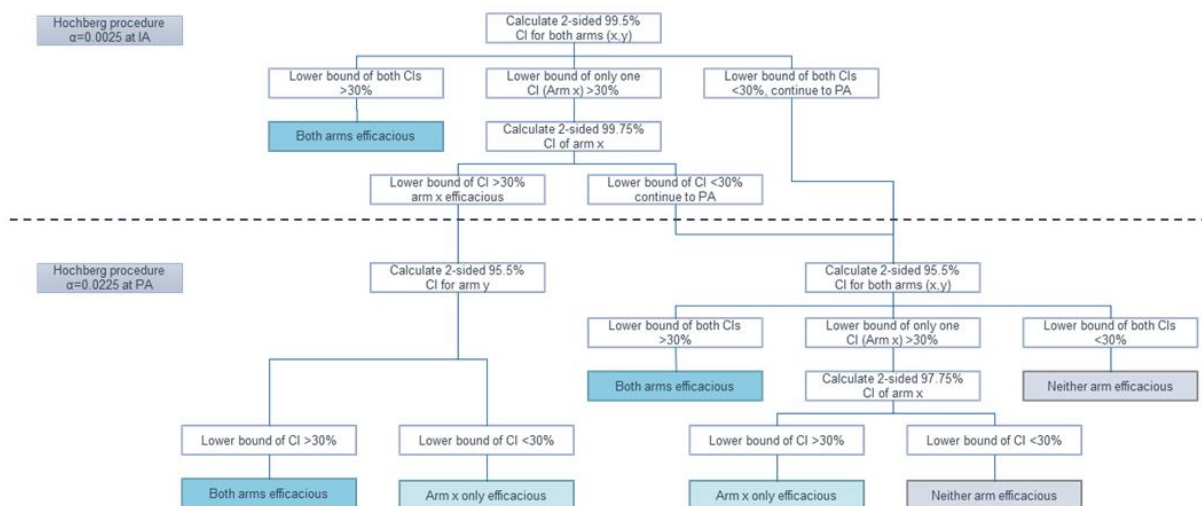 Hochberg procedure
α=0.0025 at IA
Calculate 2-sided 99.5%
CI for both arms (x,y)
Lower bound of both CIs
>30%
Lower bound of only one
CI (Arm x) >30%
Lower bound of both CIs
<30%, continue to PA
Both arms efficacious
Calculate 2-sided 99.75%
CI of arm x
Lower bound of CI >30%
arm x efficacious
Lower bound of CI <30%
continue to PA
Hochberg procedure
α=0.0225 at PA
Calculate 2-sided 95.5%
CI for arm y
Calculate 2-sided 95.5%
CI for both arms (x,y)
Lower bound of both CIs
>30%
Lower bound of only one
CI (Arm x) >30%
Lower bound of both CIs
<30%
Both arms efficacious
Calculate 2-sided 97.75%
CI of arm x
Neither arm efficacious
Lower bound of CI >30%
Lower bound of CI <30%
Lower bound of CI >30%
Lower bound of CI <30%
Both arms efficacious
Arm x only efficacious
Arm x only efficacious
Neither arm efficacious